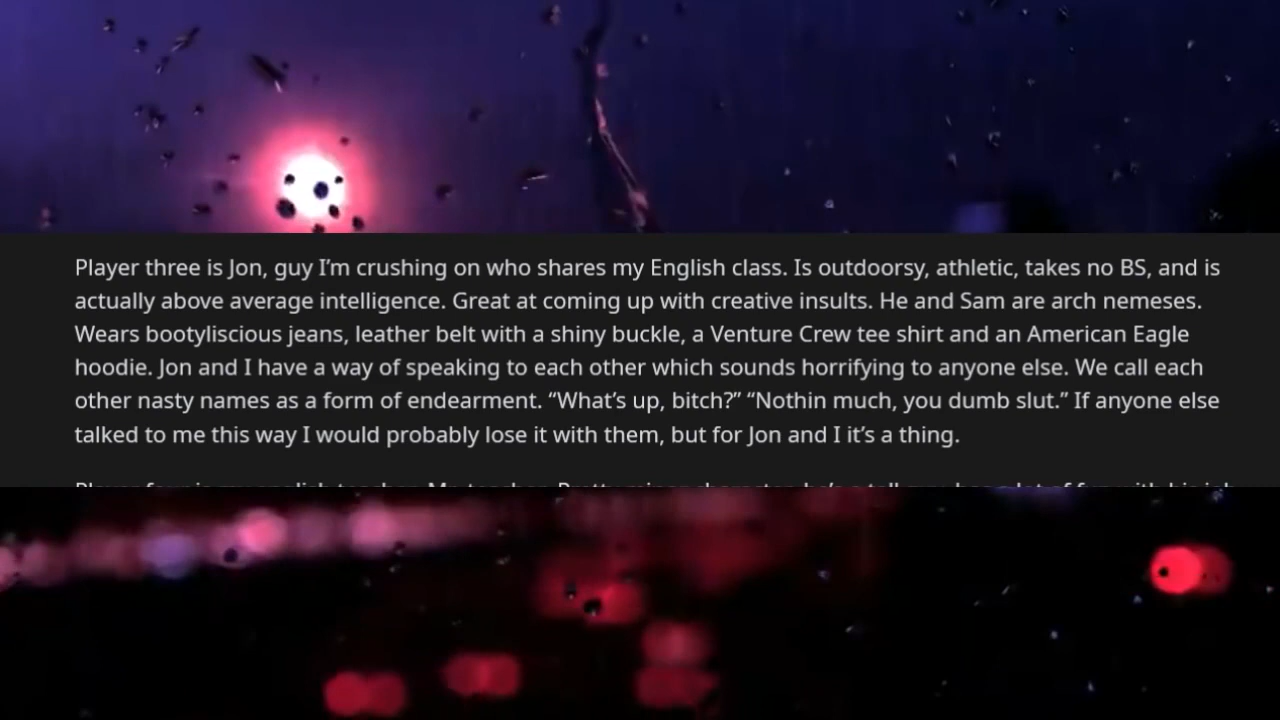 Player three is Jon, guy I’m crushing on who shares my English class. Is outdoorsy, athletic, takes no BS, and is
actually above average intelligence. Great at coming up with creative insults. He and Sam are arch nemeses.
Wears bootyliscious jeans, leather belt with a shiny buckle, a Venture Crew tee shirt and an American Eagle
hoodie. Jon and I have a way of speaking to each other which sounds horrifying to anyone else. We call each
other nasty names as a form of endearment. “What’s up, bitch?” “Nothin much, you dumb slut.” If anyone else
talked to me this way I would probably lose it with them, but for Jon and I it’s a thing.